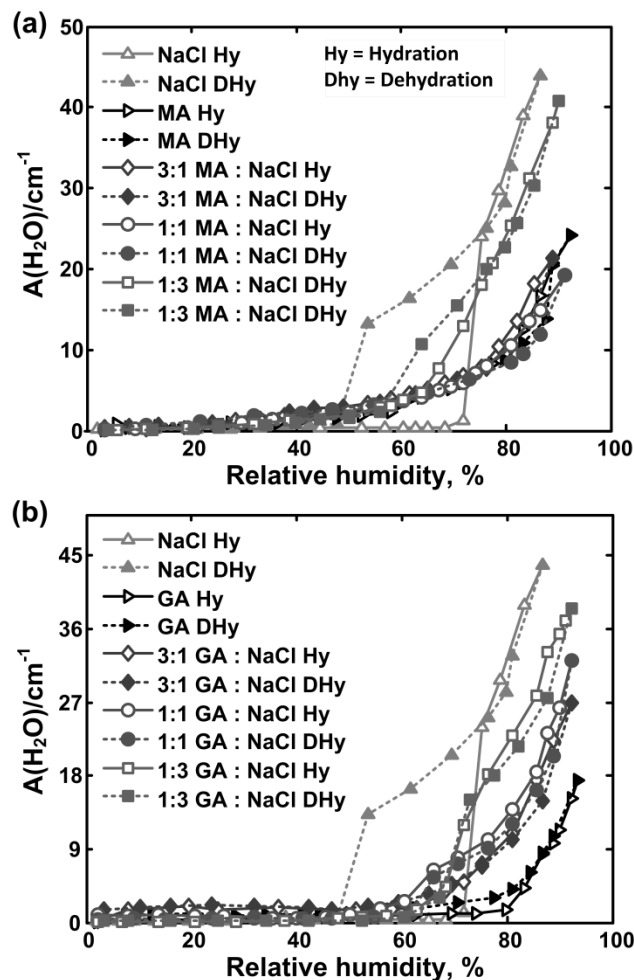 (a)
50
40
30
20
10
0
A(H₂O)/cm⁻¹
NaCl Hy
NaCl DHy
MA Hy
MA DHy
3:1 MA : NaCl Hy
3:1 MA : NaCl DHy
1:1 MA : NaCl Hy
1:1 MA : NaCl DHy
1:3 MA : NaCl DHy
1:3 MA : NaCl DHy
Hy = Hydration
Dhy = Dehydration
0 20 40 60 80 100
Relative humidity, %
(b)
45
36
27
18
9
0
A(H₂O)/cm⁻¹
NaCl Hy
NaCl DHy
GA Hy
GA DHy
3:1 GA : NaCl Hy
3:1 GA : NaCl DHy
1:1 GA : NaCl Hy
1:1 GA : NaCl DHy
1:3 GA : NaCl Hy
1:3 GA : NaCl DHy
0 20 40 60 80 100
Relative humidity, %